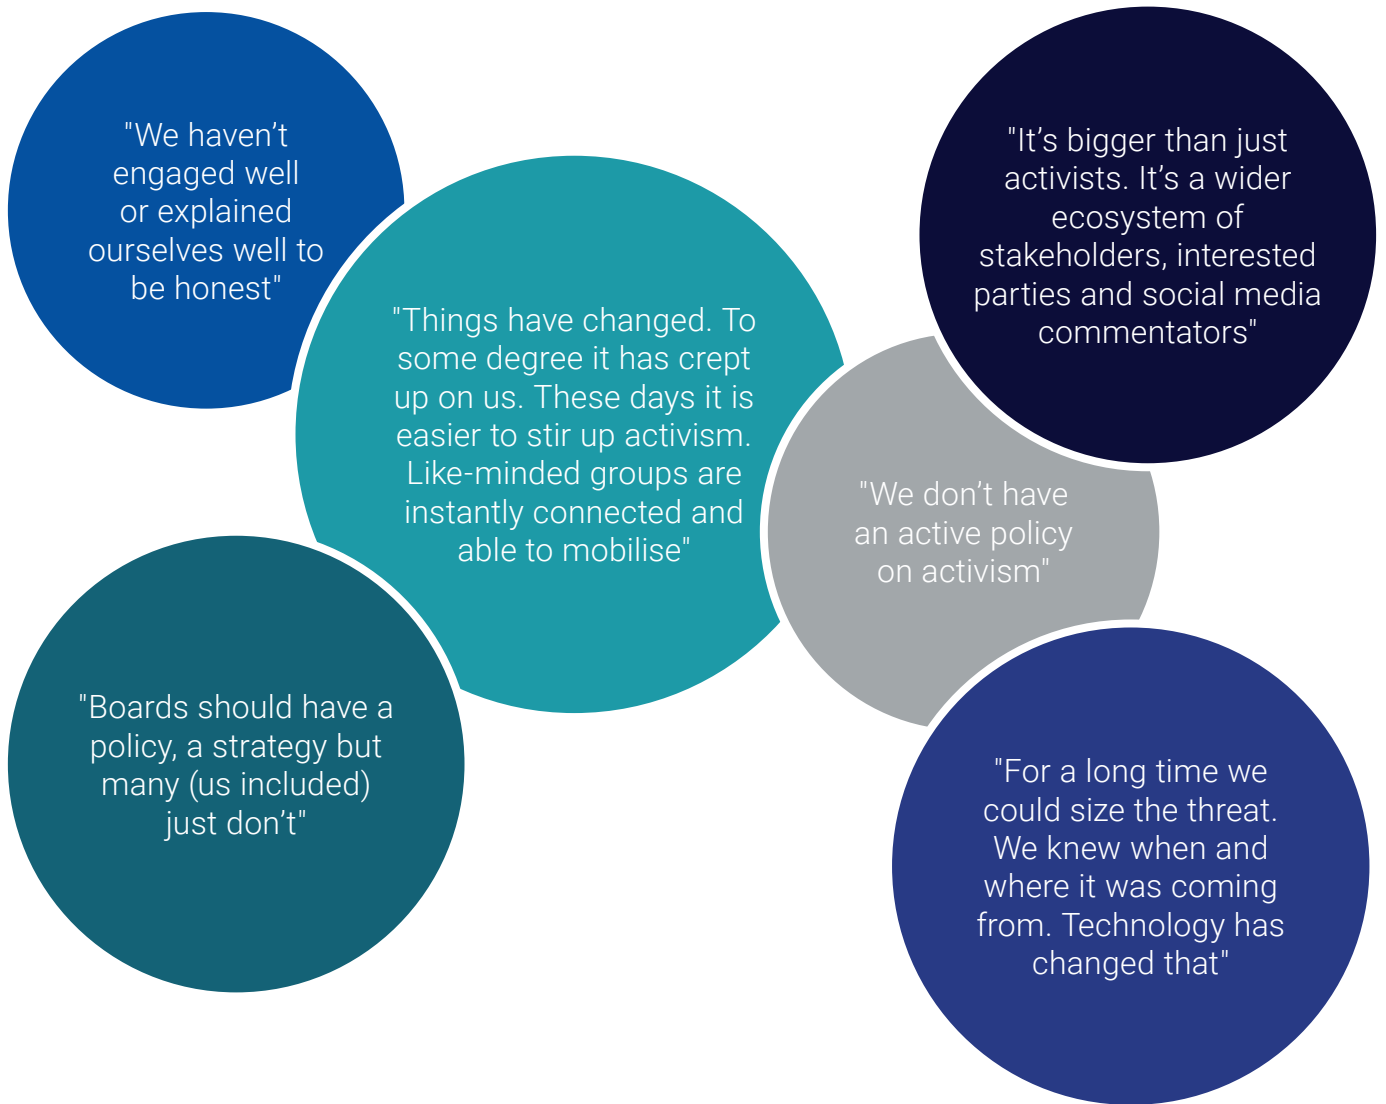 "We haven’t
engaged well
or explained
ourselves well to
be honest"
"It’s bigger than just
activists. It’s a wider
ecosystem of
stakeholders, interested
parties and social media
commentators"
"Things have changed. To
some degree it has crept
up on us. These days it is
easier to stir up activism.
Like-minded groups are
instantly connected and
able to mobilise"
"We don’t have
an active policy
on activism"
"Boards should have a
policy, a strategy but
many (us included)
just don’t"
"For a long time we
could size the threat.
We knew when and
where it was coming
from. Technology has
changed that"